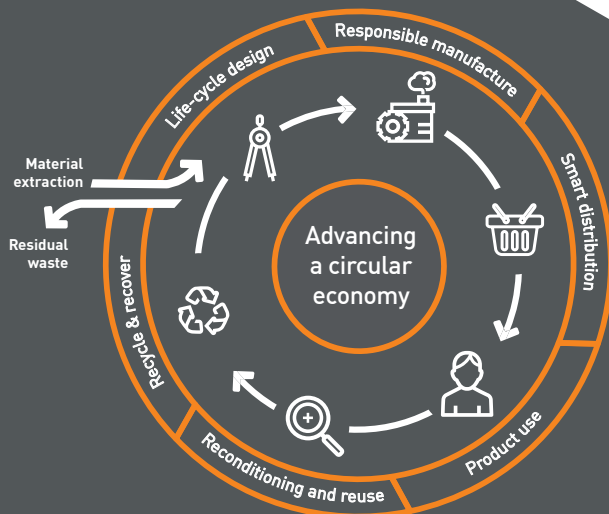 Life-cycle design
Responsible manufacture
Smart distribution
Material
extraction
Residual
waste
Advancing
a circular
economy
Recycle & recover
Reconditioning and reuse
Product use